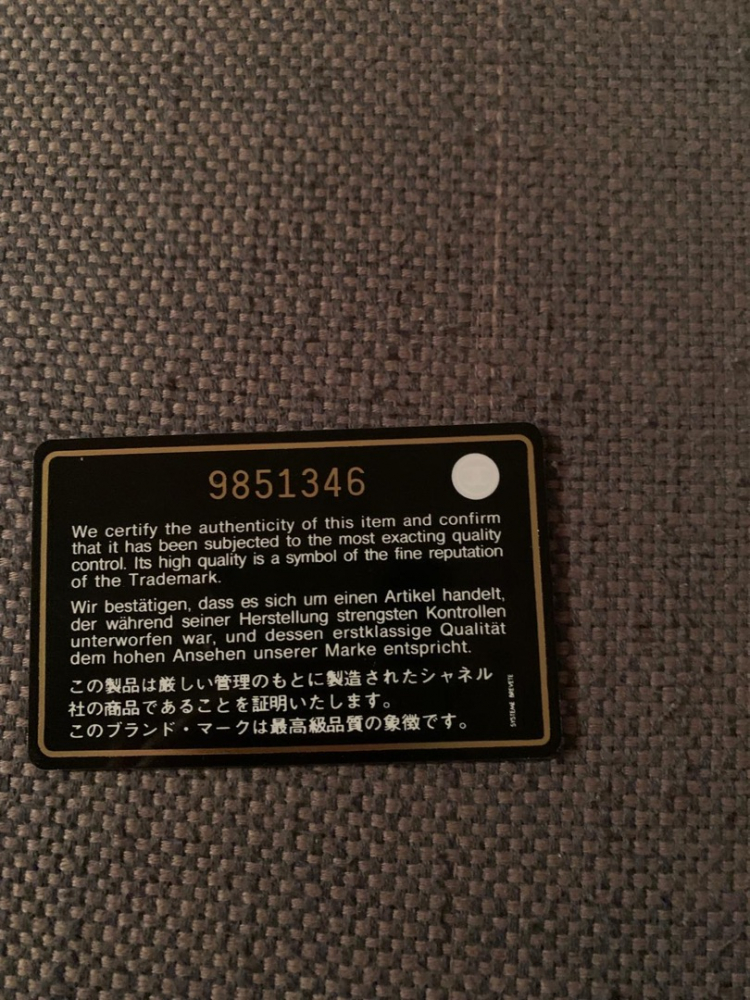 9851346
We certify the authenticity of this item and confirm
that it has been subjected to the most exacting quality
control. Its high quality is a symbol of the fine reputation
of the Trademark.
Wir bestätigen, dass es sich um einen Artikel handelt,
der während seiner Herstellung strengsten Kontrollen
unterworfen war, und dessen erstklassige Qualität
dem hohen Ansehen unserer Marke entspricht.
この製品は厳しい管理のもとに製造されたシャネル
社の商品であることを証明いたします。
このブランド・マークは最高級品質の象徴です。
SYSTEME BREVETE